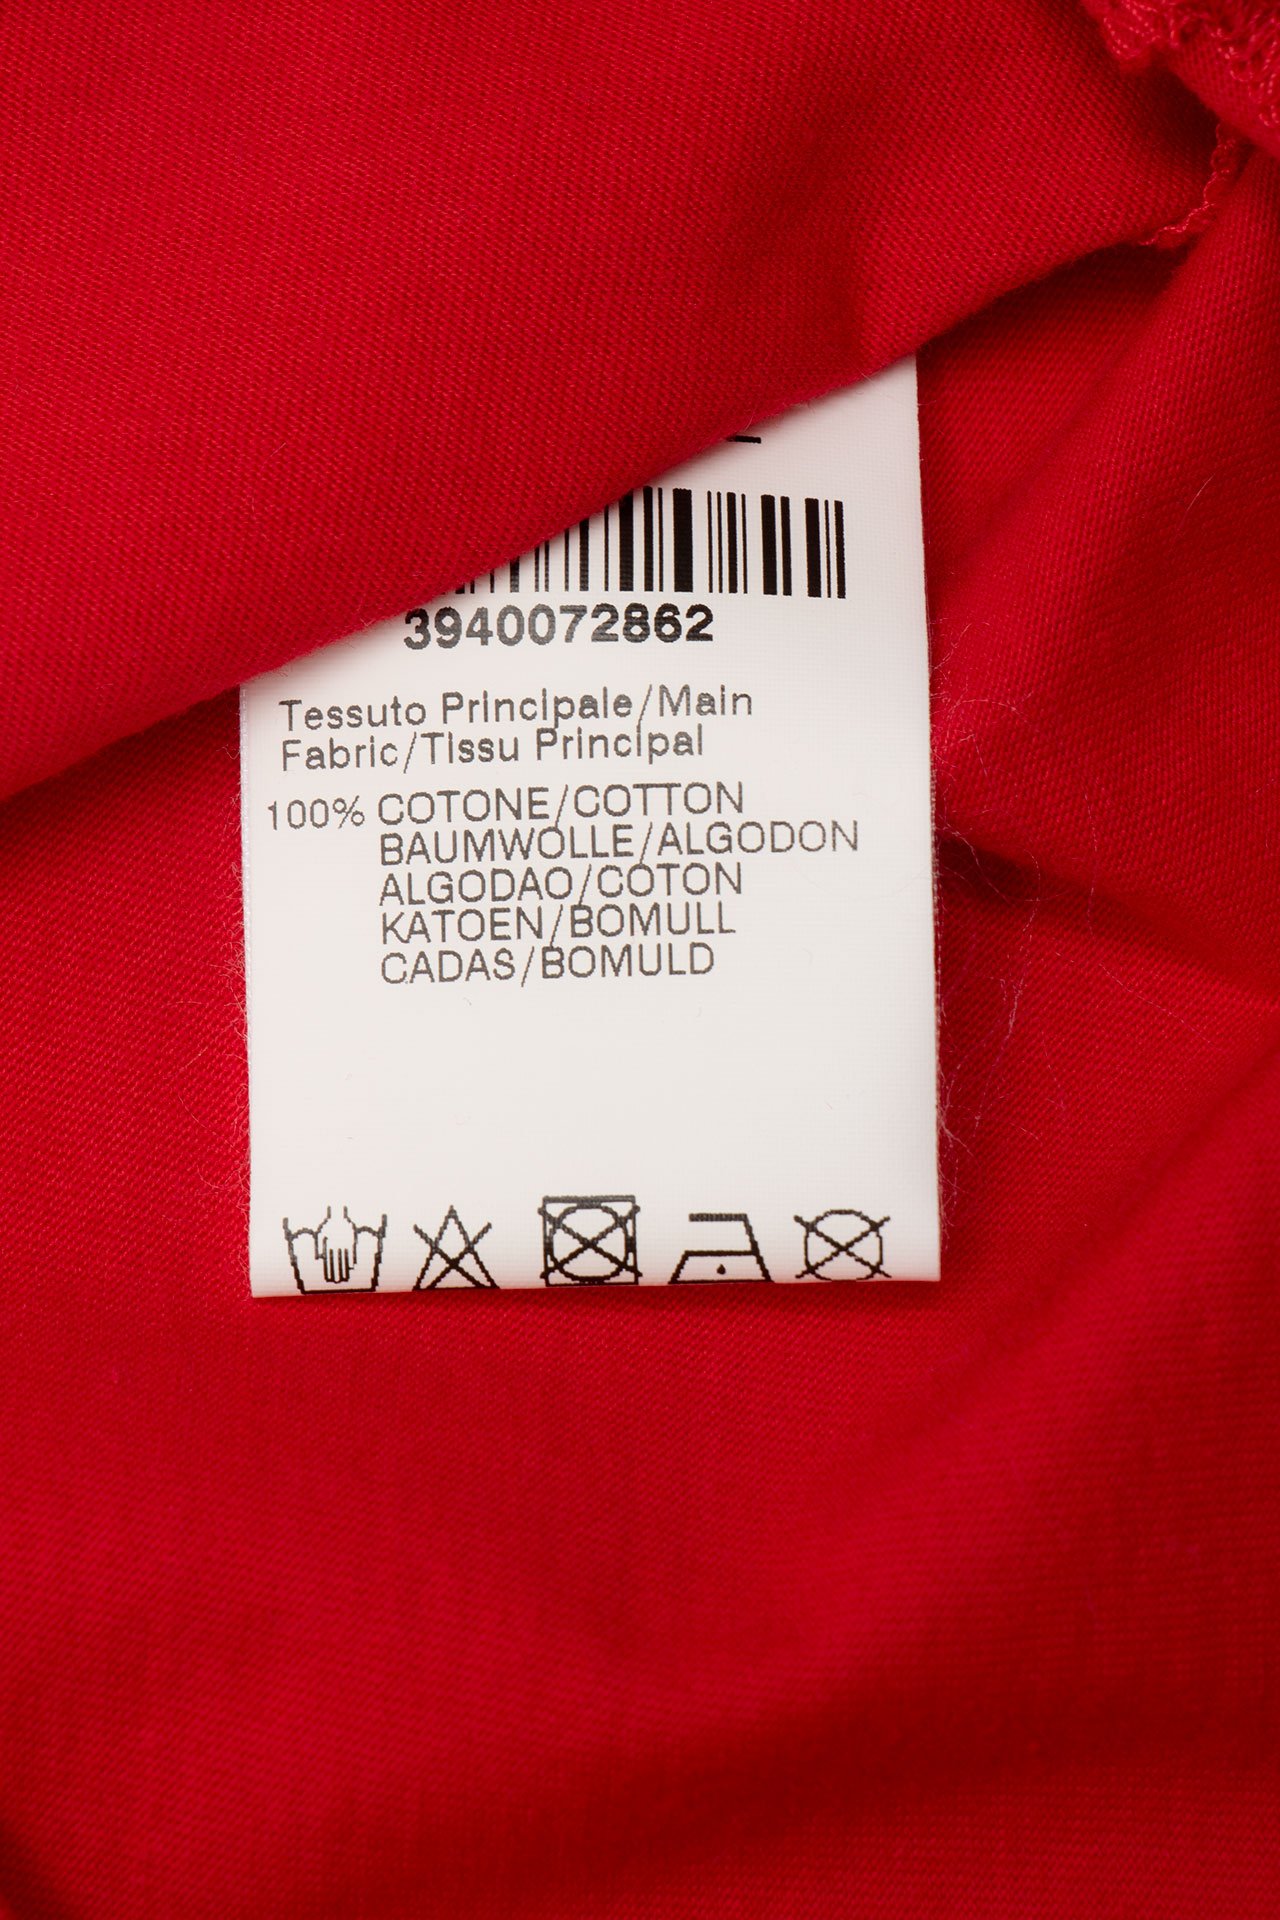 3940072862
Tessuto Principale/Main
Fabric/Tissu Principal
100% COTONE/COTTON
BAUMWOLLE/ALGODON
ALGODAO/COTON
KATOEN/BOMULL
CADAS/BOMULD